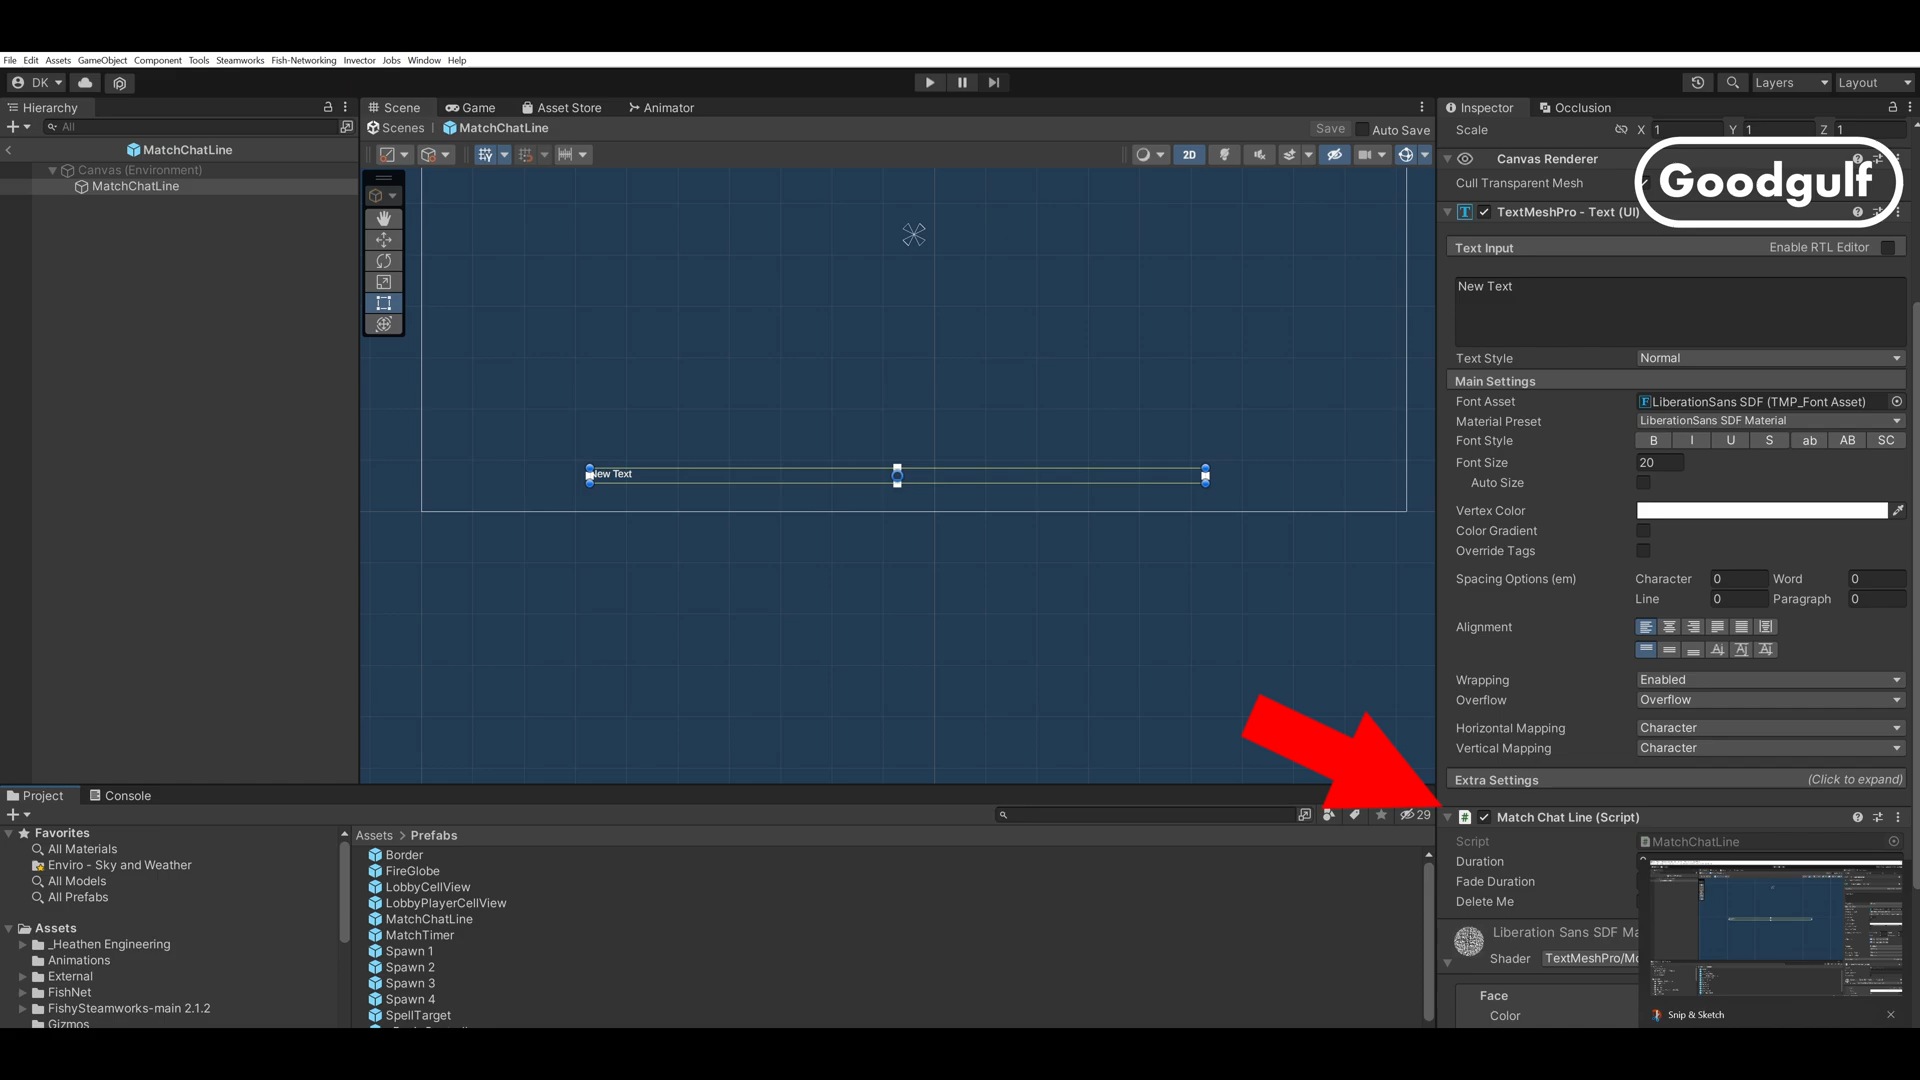 File Edit Assets GameObject Component Tools Steamworks Fish-Networking Invector Jobs Window Help
DK
Layers
Layout
Hierarchy
All
MatchChatLine
Canvas (Environment)
MatchChatLine
Scene
Game
Asset Store
Animator
Scenes
MatchChatLine
Save
Auto Save
2D
New Text
Inspector
Occlusion
Scale
X 1 Y 1 Z 1
Canvas Renderer
Cull Transparent Mesh
Goodgulf
TextMeshPro - Text (UI)
Text Input
Enable RTL Editor
New Text
Text Style
Normal
Main Settings
Font Asset
LiberationSans SDF (TMP_Font Asset)
Material Preset
LiberationSans SDF Material
Font Style
B I U S ab AB SC
Font Size
20
Auto Size
Vertex Color
Color Gradient
Override Tags
Spacing Options (em)
Character 0 Word 0
Line 0 Paragraph 0
Alignment
Wrapping
Enabled
Overflow
Overflow
Horizontal Mapping
Character
Vertical Mapping
Character
Extra Settings
(Click to expand)
Match Chat Line (Script)
Script
MatchChatLine
Duration
Fade Duration
Delete Me
Liberation Sans SDF Ma
Shader
TextMeshPro/Mo
Face
Color
Snip & Sketch
Project
Console
29
Favorites
All Materials
Enviro - Sky and Weather
All Models
All Prefabs
Assets
_Heathen Engineering
Animations
External
FishNet
FishySteamworks-main 2.1.2
Gizmos
Assets > Prefabs
Border
FireGlobe
LobbyCellView
LobbyPlayerCellView
MatchChatLine
MatchTimer
Spawn 1
Spawn 2
Spawn 3
Spawn 4
SpellTarget